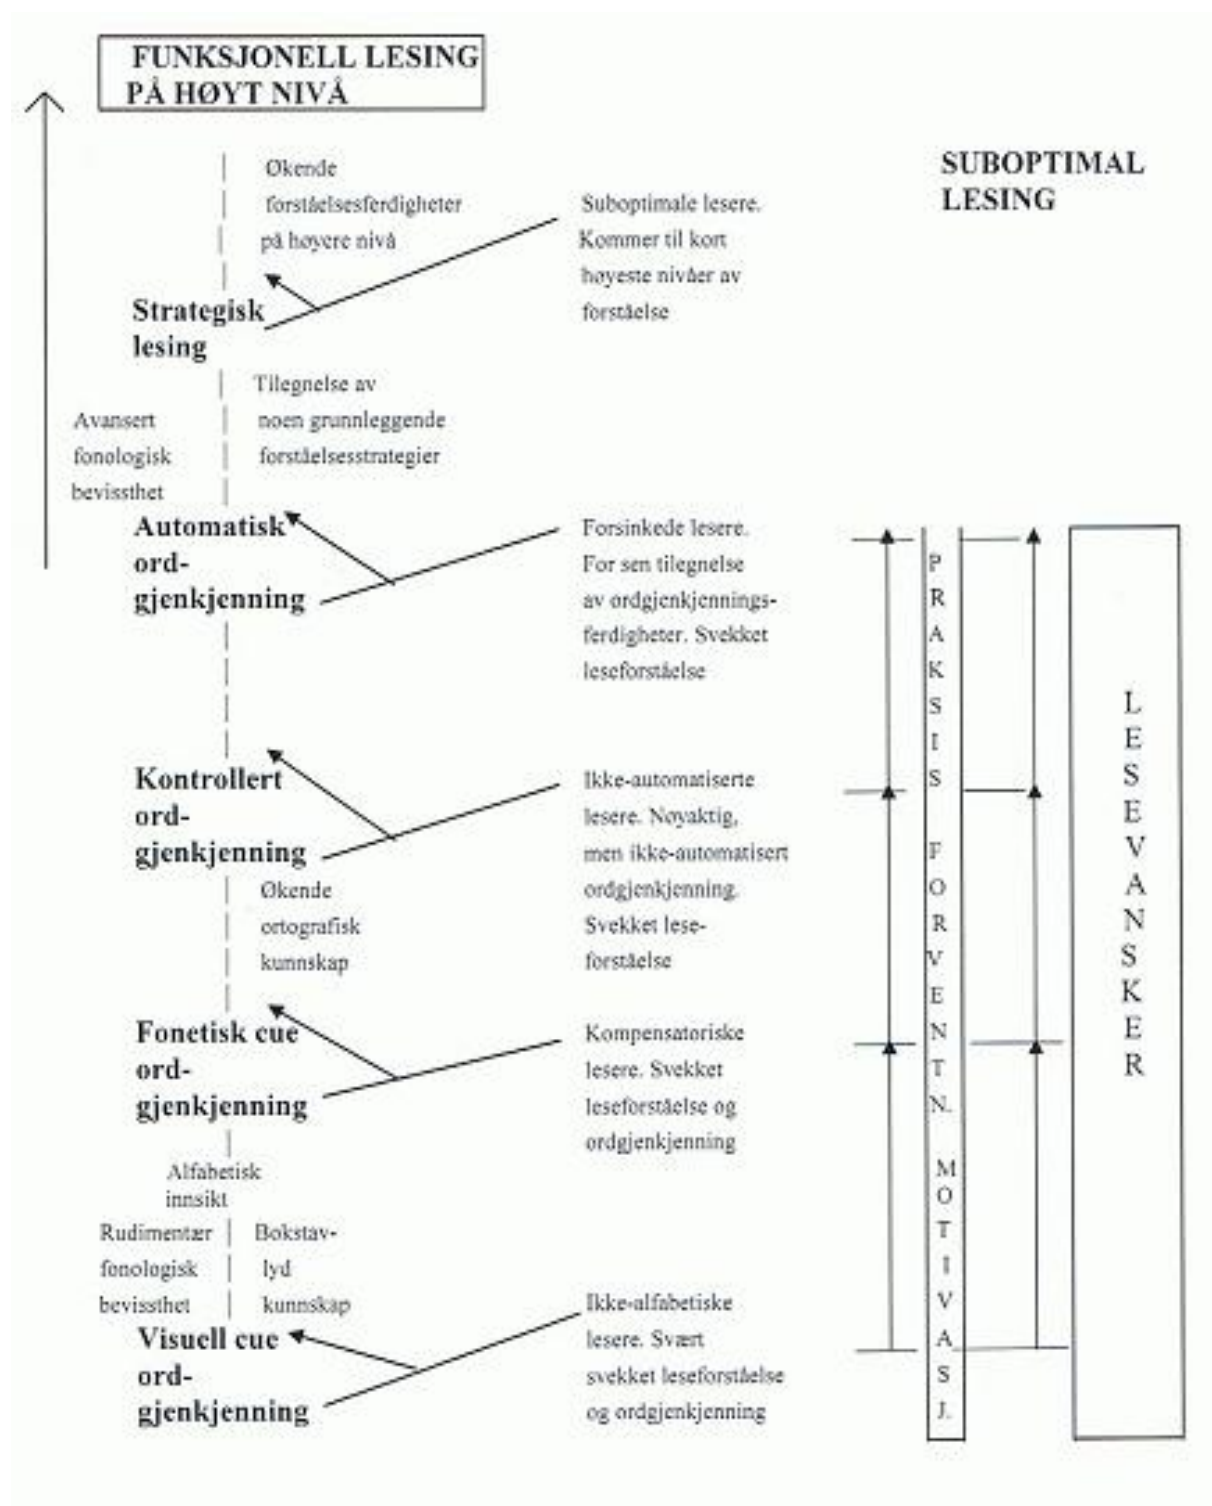 FUNKSJONELL LESING
PÅ HØYT NIVÅ
SUBOPTIMAL
LESING
Økende
forståelsesferdigheter
på høyere nivå
Suboptimale lesere.
Kommer til kort
høyeste nivåer av
forståelse
Strategisk
lesing
Tilegnelse av
noen grunnleggende
forståelsesstrategier
Avansert
fonologisk
bevissthet
Automatisk
ord-
gjenkjenning
Forsinkede lesere.
For sen tilegnelse
av ordgjenkjennings-
ferdigheter. Svekket
leseforståelse
Kontrollert
ord-
gjenkjenning
Ikke-automatiserte
lesere. Nøyaktig,
men ikke-automatisert
ordgjenkjenning.
Svekket lese-
forståelse
Økende
ortografisk
kunnskap
Fonetisk cue
ord-
gjenkjenning
Kompensatoriske
lesere. Svekket
leseforståelse og
ordgjenkjenning
Alfabetisk
innsikt
Rudimentær
fonologisk
bevissthet
Bokstav-
lyd
kunnskap
Visuell cue
ord-
gjenkjenning
Ikke-alfabetiske
lesere. Svært
svekket leseforståelse
og ordgjenkjenning
PRAKSIS FORVENTN. MOTIVASJ.
LESEVANSKER